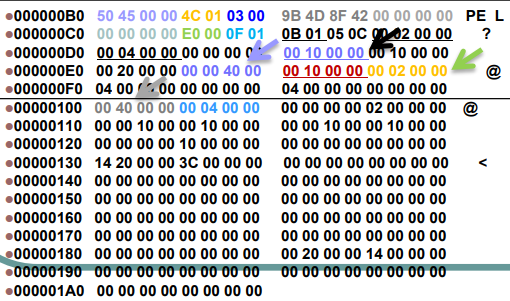 000000B0 50 45 00 00 4C 01 03 00 9B 4D 8F 42 00 00 00 00 PE L
000000C0 00 00 00 00 E0 00 0F 01 0B 01 05 0C 00 02 00 00 ?
000000D0 00 04 00 00 00 00 00 00 00 10 00 00 00 10 00 00
000000E0 00 20 00 00 00 00 40 00 00 10 00 00 00 02 00 00 @
000000F0 04 00 00 00 00 00 00 00 04 00 00 00 00 00 00 00
00000100 00 40 00 00 00 04 00 00 00 00 00 00 02 00 00 00 @
00000110 00 00 10 00 00 10 00 00 00 00 10 00 00 10 00 00
00000120 00 00 00 00 10 00 00 00 00 00 00 00 00 00 00 00
00000130 14 20 00 00 3C 00 00 00 00 00 00 00 00 00 00 00 <
00000140 00 00 00 00 00 00 00 00 00 00 00 00 00 00 00 00
00000150 00 00 00 00 00 00 00 00 00 00 00 00 00 00 00 00
00000160 00 00 00 00 00 00 00 00 00 00 00 00 00 00 00 00
00000170 00 00 00 00 00 00 00 00 00 00 00 00 00 00 00 00
00000180 00 00 00 00 00 00 00 00 00 20 00 00 14 00 00 00
00000190 00 00 00 00 00 00 00 00 00 00 00 00 00 00 00 00
000001A0 00 00 00 00 00 00 00 00